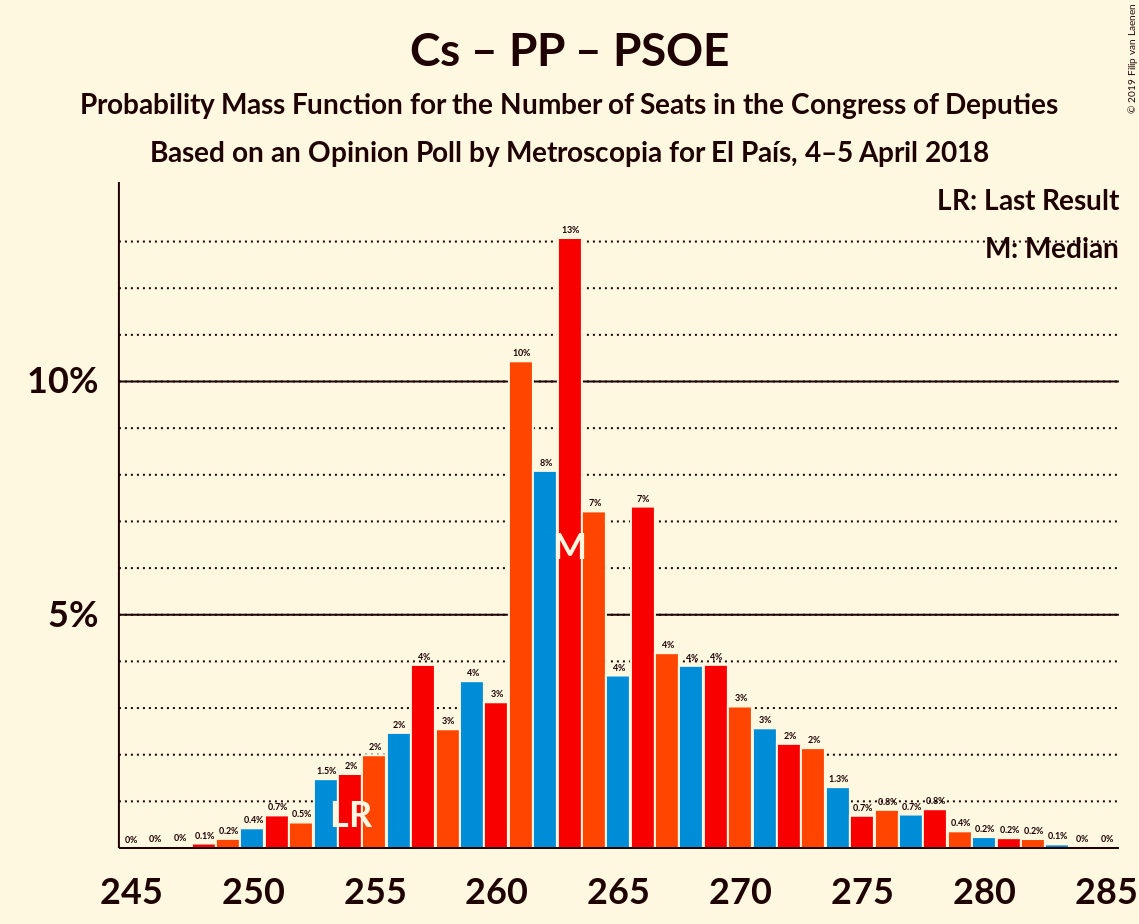 Cs – PP – PSOE
Probability Mass Function for the Number of Seats in the Congress of Deputies
Based on an Opinion Poll by Metroscopia for El País, 4–5 April 2018
© 2019 Filip van Laenen
LR: Last Result
M: Median
10%
5%
0% 0% 0% 0.1% 0.2% 0.4% 0.7% 0.5% 1.5% 2% 2% 2% 4% 3% 4% 3% 10% 8% 13% 7% 4% 7% 4% 4% 4% 3% 3% 2% 2% 1.3% 0.7% 0.8% 0.7% 0.8% 0.4% 0.2% 0.2% 0.2% 0.1% 0% 0%
M
LR
245 250 255 260 265 270 275 280 285